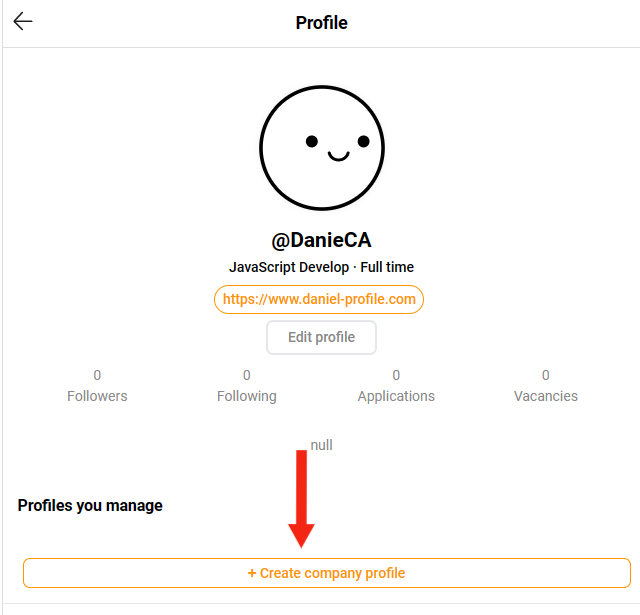 Profile
@DanieCA
JavaScript Develop · Full time
https://www.daniel-profile.com
Edit profile
0 0 0 0
Followers Following Applications Vacancies
null
Profiles you manage
+ Create company profile